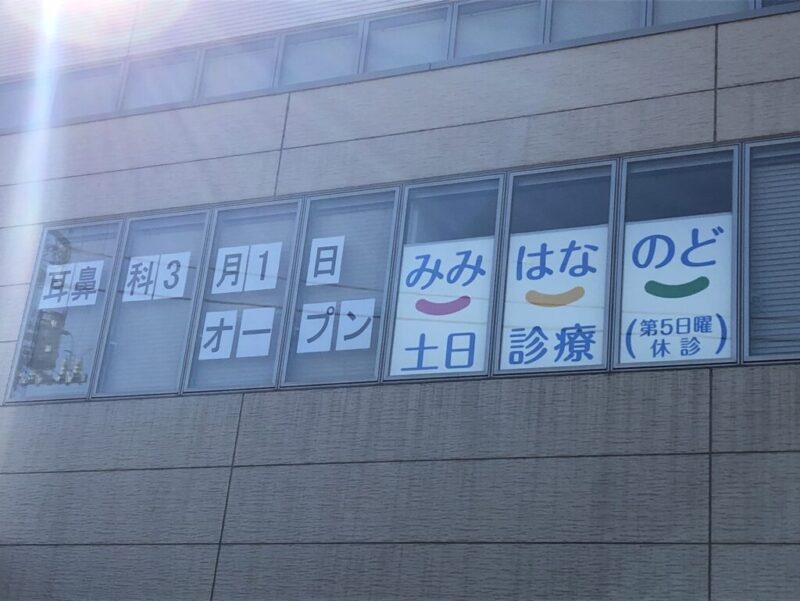 耳鼻科3月1日
オープン
みみ はな のど
土日 診療 (第5日曜
休診)